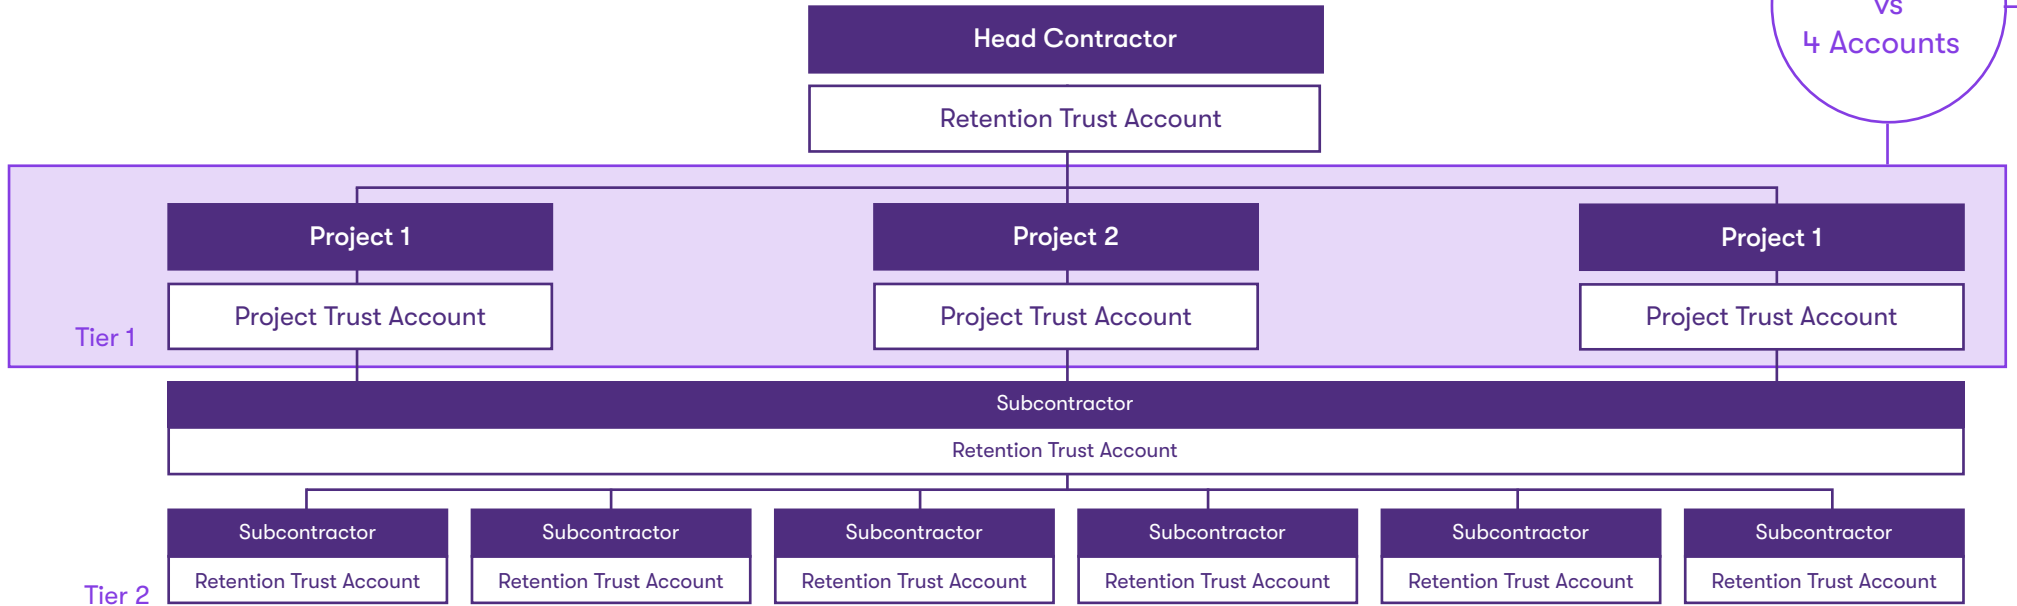 vs
4 Accounts
Head Contractor
Retention Trust Account
Project 1
Project 2
Project 1
Project Trust Account
Project Trust Account
Project Trust Account
Tier 1
Subcontractor
Retention Trust Account
Subcontractor
Subcontractor
Subcontractor
Subcontractor
Subcontractor
Subcontractor
Retention Trust Account
Retention Trust Account
Retention Trust Account
Retention Trust Account
Retention Trust Account
Retention Trust Account
Tier 2